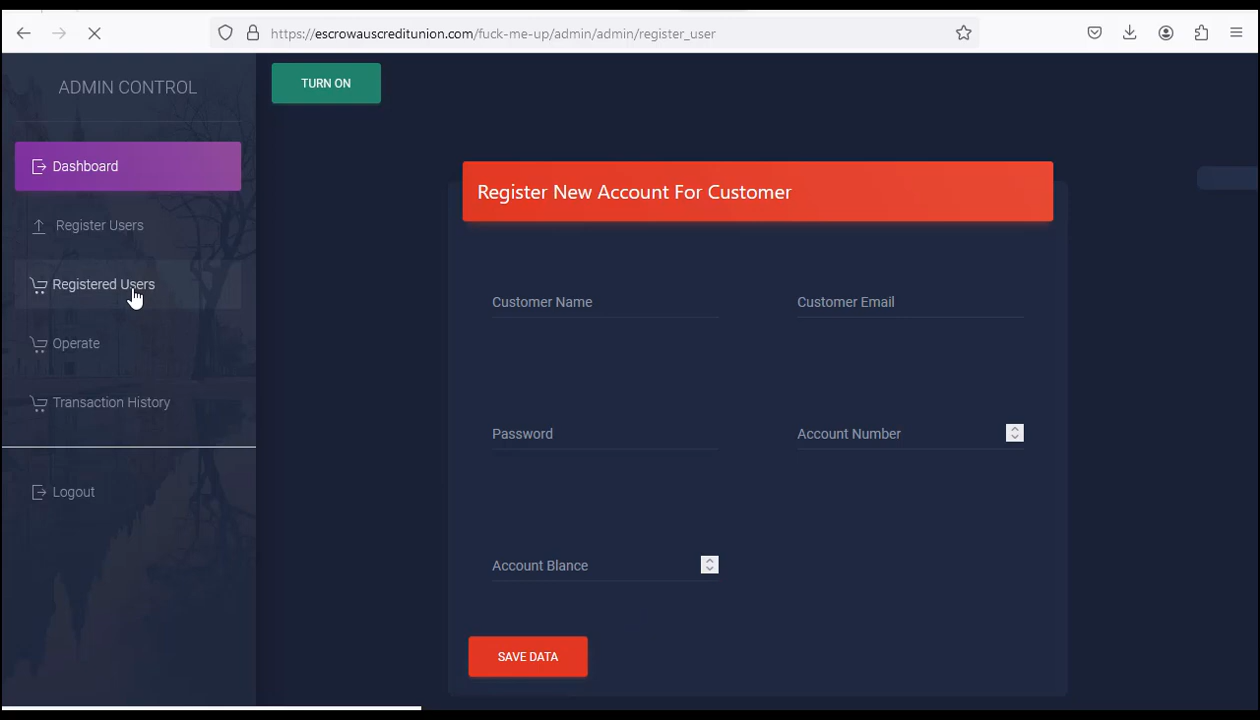 https://escrowauscreditunion.com/fuck-me-up/admin/admin/register_user
ADMIN CONTROL
TURN ON
Dashboard
Register New Account For Customer
Register Users
Registered Users
Customer Name
Customer Email
Operate
Transaction History
Password
Account Number
Logout
Account Blance
SAVE DATA